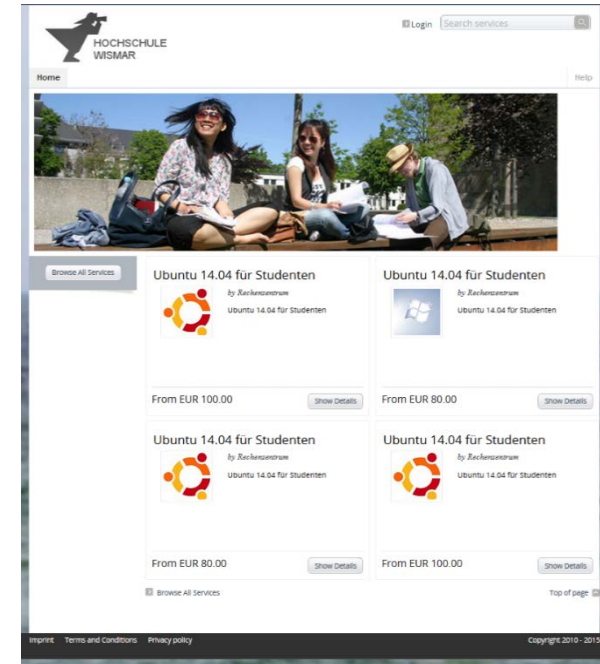 HOCHSCHULE
WISMAR
Login
Search services
Home
Help
Browse All Services
Ubuntu 14.04 für Studenten
by Rechenzentrum
Ubuntu 14.04 für Studenten
From EUR 100.00
Show Details
Ubuntu 14.04 für Studenten
by Rechenzentrum
Ubuntu 14.04 für Studenten
From EUR 80.00
Show Details
Ubuntu 14.04 für Studenten
by Rechenzentrum
Ubuntu 14.04 für Studenten
From EUR 80.00
Show Details
Ubuntu 14.04 für Studenten
by Rechenzentrum
Ubuntu 14.04 für Studenten
From EUR 100.00
Show Details
Browse All Services
Top of page
Imprint Terms and Conditions Privacy policy
Copyright 2010 - 2015